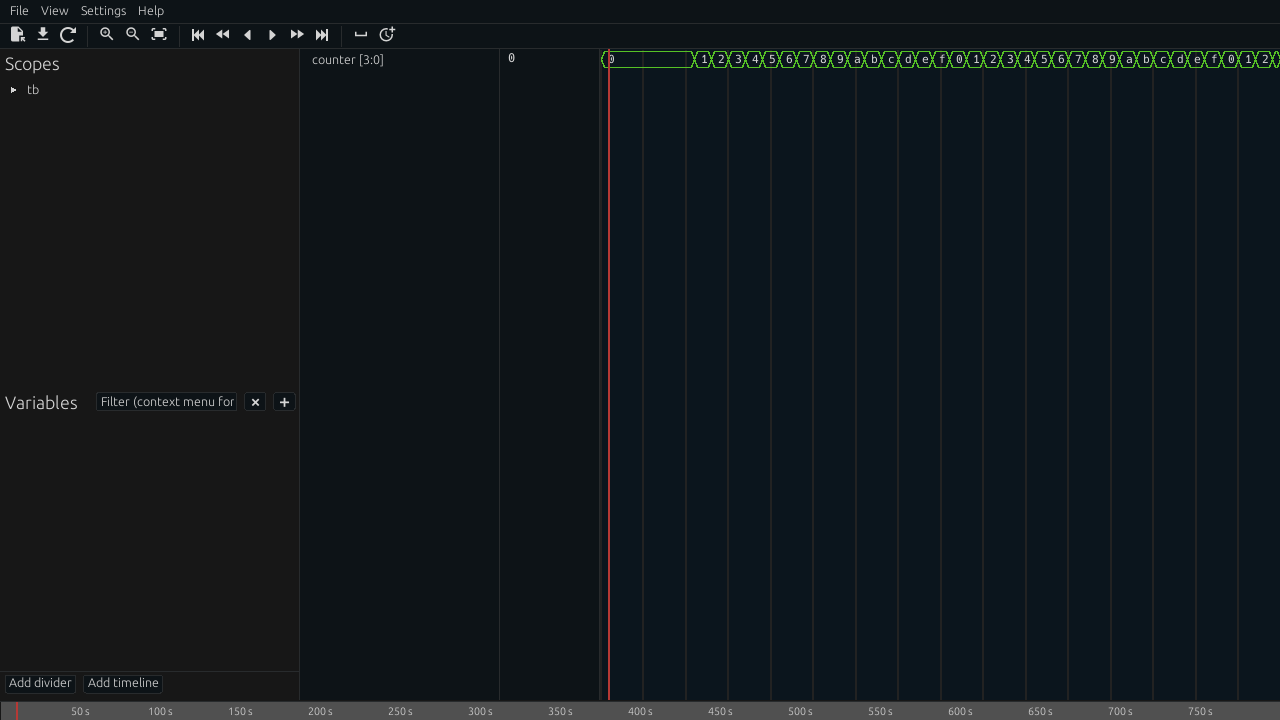 File View Settings Help
Scopes
tb
Variables Filter (context menu for
Add divider Add timeline
counter [3:0]
0
0 1 2 3 4 5 6 7 8 9 a b c d e f 0 1 2 3 4 5 6 7 8 9 a b c d e f 0 1 2
50 s 100 s 150 s 200 s 250 s 300 s 350 s 400 s 450 s 500 s 550 s 600 s 650 s 700 s 750 s